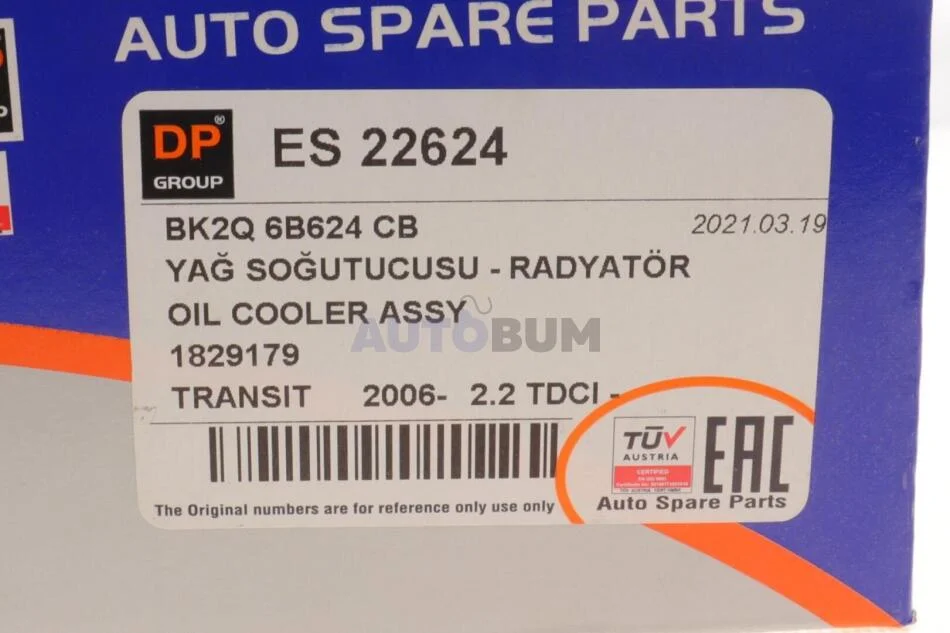 AUTO SPARE PARTS
DP®
GROUP
ES 22624
BK2Q 6B624 CB
2021.03.19
YAĞ SOĞUTUCUSU - RADYATÖR
OIL COOLER ASSY
AUTOBUM
1829179
TRANSIT 2006- 2.2 TDCI -
TÜV
AUSTRIA
CERTIFIED
EAC
Auto Spare Parts
The Original numbers are for reference only use only